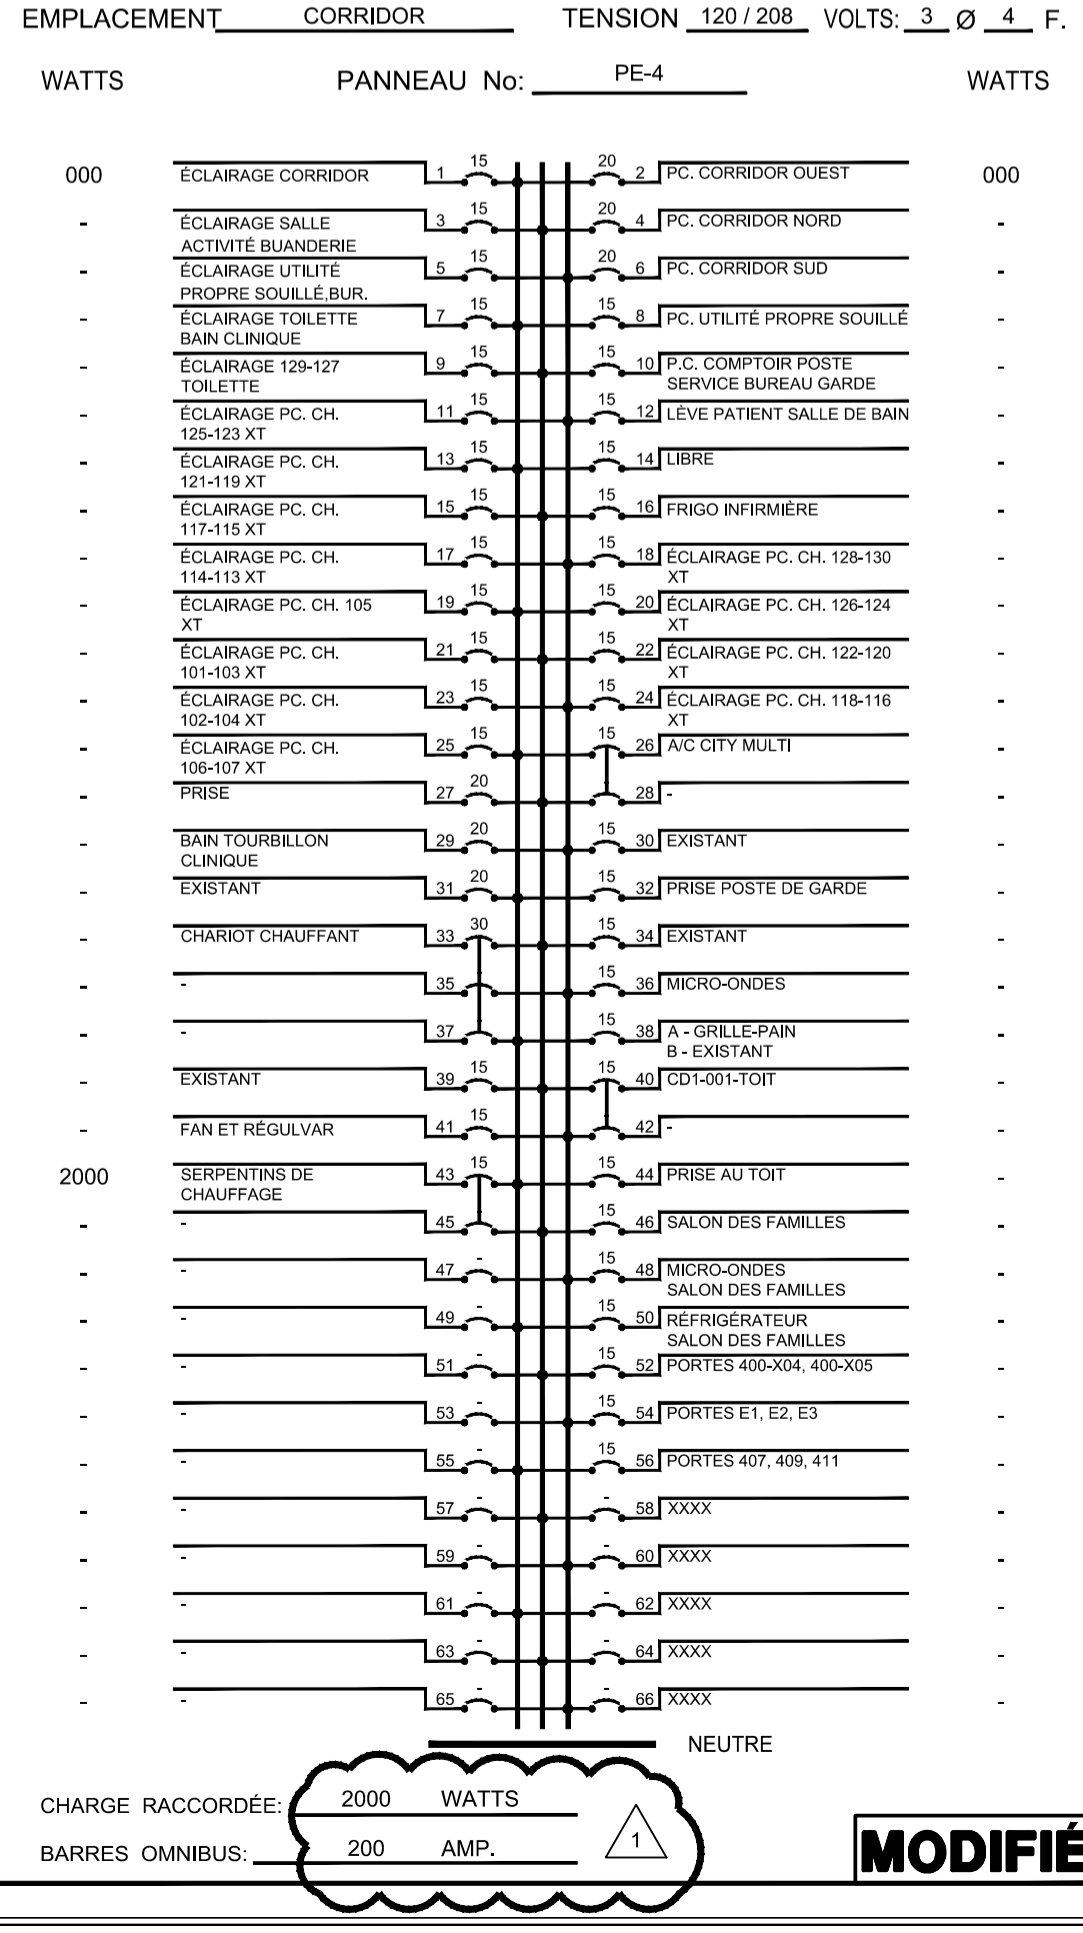 EMPLACEMENT CORRIDOR TENSION 120 / 208 VOLTS: 3 Ø 4 F.
WATTS PANNEAU No: PE-4 WATTS
000 ÉCLAIRAGE CORRIDOR 1 15 20 2 PC. CORRIDOR OUEST 000
- ÉCLAIRAGE SALLE 3 15 20 4 PC. CORRIDOR NORD -
ACTIVITÉ BUANDERIE
- ÉCLAIRAGE UTILITÉ 5 15 20 6 PC. CORRIDOR SUD -
PROPRE SOUILLÉ,BUR.
- ÉCLAIRAGE TOILETTE 7 15 15 8 PC. UTILITÉ PROPRE SOUILLÉ -
BAIN CLINIQUE
- ÉCLAIRAGE 129-127 9 15 15 10 P.C. COMPTOIR POSTE -
TOILETTE SERVICE BUREAU GARDE
- ÉCLAIRAGE PC. CH. 11 15 15 12 LÈVE PATIENT SALLE DE BAIN -
125-123 XT
- ÉCLAIRAGE PC. CH. 13 15 15 14 LIBRE -
121-119 XT
- ÉCLAIRAGE PC. CH. 15 15 15 16 FRIGO INFIRMIÈRE -
117-115 XT
- ÉCLAIRAGE PC. CH. 17 15 15 18 ÉCLAIRAGE PC. CH. 128-130 -
114-113 XT XT
- ÉCLAIRAGE PC. CH. 105 19 15 15 20 ÉCLAIRAGE PC. CH. 126-124 -
XT XT
- ÉCLAIRAGE PC. CH. 21 15 15 22 ÉCLAIRAGE PC. CH. 122-120 -
101-103 XT XT
- ÉCLAIRAGE PC. CH. 23 15 15 24 ÉCLAIRAGE PC. CH. 118-116 -
102-104 XT XT
- ÉCLAIRAGE PC. CH. 25 15 15 26 A/C CITY MULTI -
106-107 XT
- PRISE 27 20 28 - -
- BAIN TOURBILLON 29 20 15 30 EXISTANT -
CLINIQUE
- EXISTANT 31 20 15 32 PRISE POSTE DE GARDE -
- CHARIOT CHAUFFANT 33 30 15 34 EXISTANT -
- - 35 15 36 MICRO-ONDES -
- - 37 15 38 A - GRILLE-PAIN -
B - EXISTANT
- EXISTANT 39 15 15 40 CD1-001-TOIT -
- FAN ET RÉGULVAR 41 15 42 - -
2000 SERPENTINS DE 43 15 15 44 PRISE AU TOIT -
CHAUFFAGE
- - 45 15 46 SALON DES FAMILLES -
- - 47 - 15 48 MICRO-ONDES -
SALON DES FAMILLES
- - 49 - 15 50 RÉFRIGÉRATEUR -
SALON DES FAMILLES
- - 51 - 15 52 PORTES 400-X04, 400-X05 -
- - 53 - 15 54 PORTES E1, E2, E3 -
- - 55 - 15 56 PORTES 407, 409, 411 -
- - 57 - - 58 XXXX -
- - 59 - - 60 XXXX -
- - 61 - - 62 XXXX -
- - 63 - - 64 XXXX -
- - 65 - - 66 XXXX -
NEUTRE
CHARGE RACCORDÉE: 2000 WATTS
BARRES OMNIBUS: 200 AMP. 1
MODIFIÉ